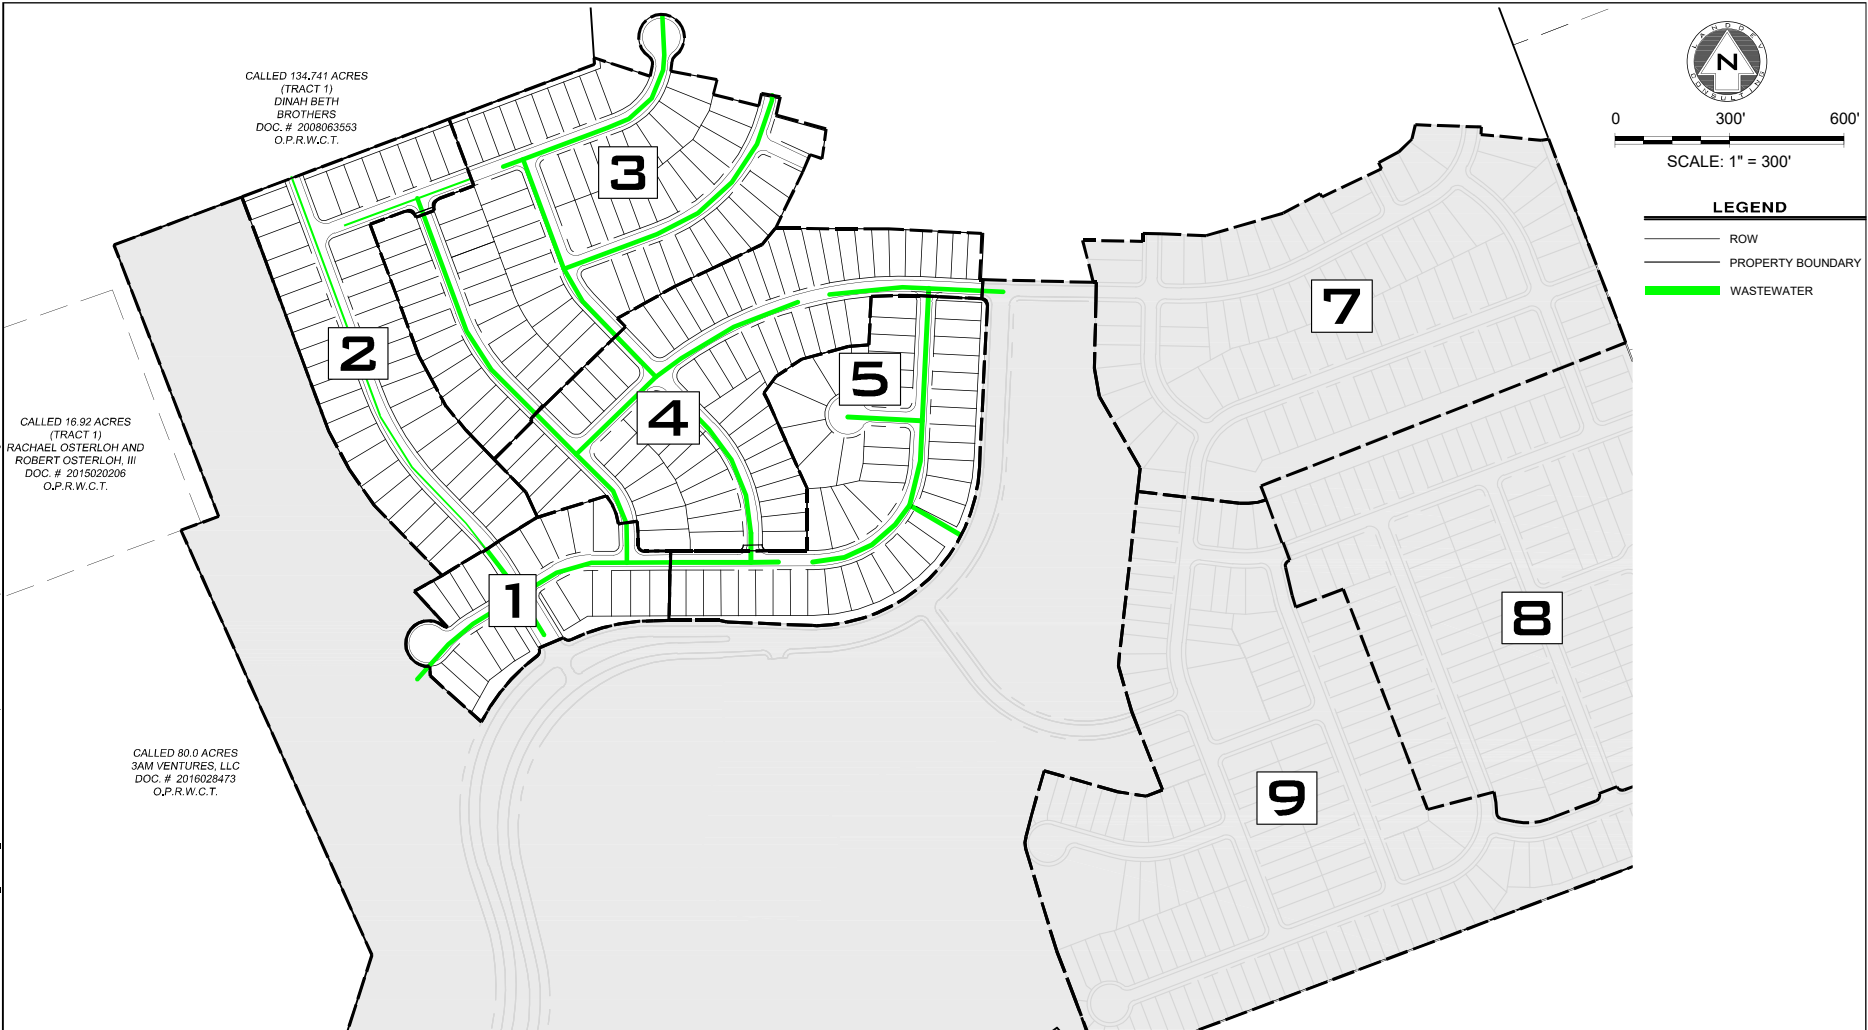 CALLED 134.741 ACRES
(TRACT 1)
DINAH BETH
BROTHERS
DOC. # 2008063553
O.P.R.W.C.T.
LANDDEV
CONSULTING
N
0 300' 600'
SCALE: 1" = 300'
LEGEND
ROW
PROPERTY BOUNDARY
WASTEWATER
3
7
2
5
4
CALLED 16.92 ACRES
(TRACT 1)
RACHAEL OSTERLOH AND
ROBERT OSTERLOH, III
DOC. # 2015020206
O.P.R.W.C.T.
1
8
CALLED 80.0 ACRES
3AM VENTURES, LLC
DOC. # 2016028473
O.P.R.W.C.T.
9